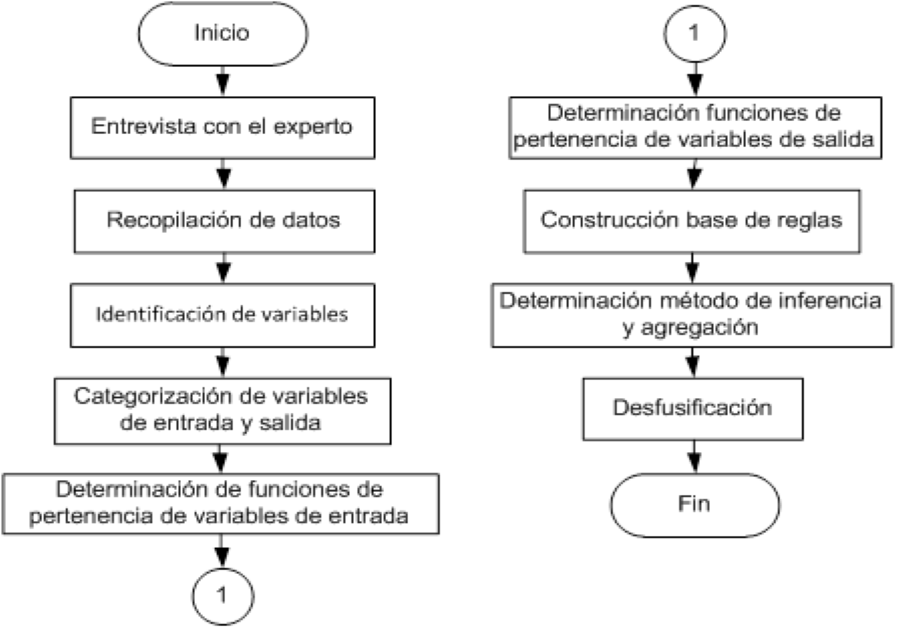 Inicio
Entrevista con el experto
Recopilación de datos
Identificación de variables
Categorización de variables
de entrada y salida
Determinación de funciones de
pertenencia de variables de entrada
1
1
Determinación funciones de
pertenencia de variables de salida
Construcción base de reglas
Determinación método de inferencia
y agregación
Desfusificación
Fin